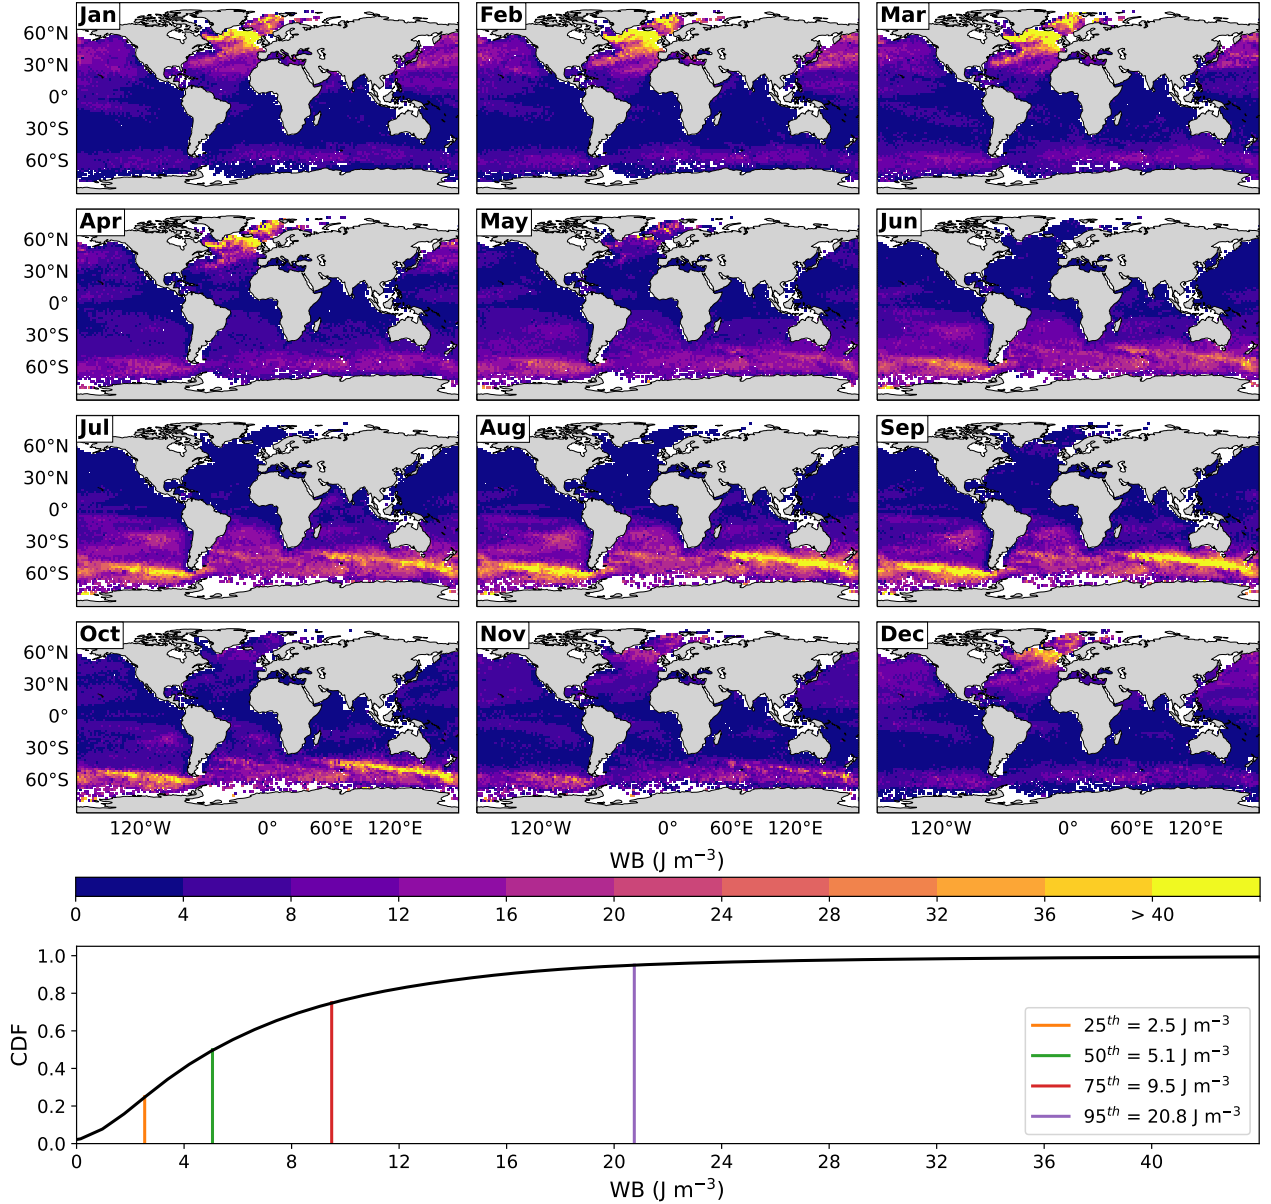 Jan Feb Mar
60°N
30°N
0°
30°S
60°S
Apr May Jun
60°N
30°N
0°
30°S
60°S
Jul Aug Sep
60°N
30°N
0°
30°S
60°S
Oct Nov Dec
60°N
30°N
0°
30°S
60°S
120°W 0° 60°E 120°E 120°W 0° 60°E 120°E 120°W 0° 60°E 120°E
WB (J m⁻³)
0 4 8 12 16 20 24 28 32 36 > 40
1.0
0.8
0.6
0.4
0.2
0.0
CDF
25ᵗʰ = 2.5 J m⁻³
50ᵗʰ = 5.1 J m⁻³
75ᵗʰ = 9.5 J m⁻³
95ᵗʰ = 20.8 J m⁻³
0 4 8 12 16 20 24 28 32 36 40
WB (J m⁻³)